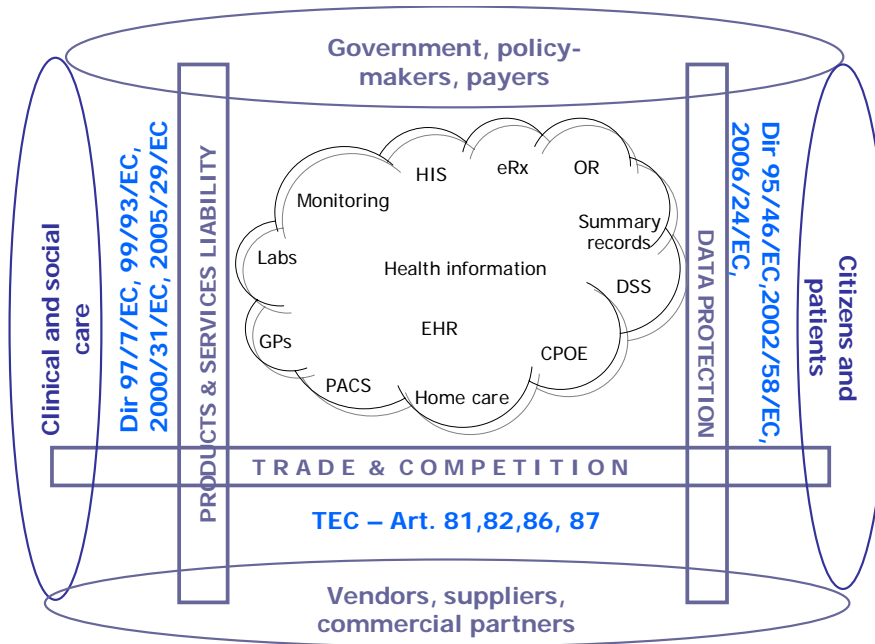 Government, policy-
makers, payers
Clinical and social
care
Dir 97/7/EC, 99/93/EC,
2000/31/EC, 2005/29/EC
PRODUCTS & SERVICES LIABILITY
HIS
eRx
OR
Monitoring
Summary
records
Labs
Health information
DSS
GPs
EHR
CPOE
PACS
Home care
DATA PROTECTION
Dir 95/46/EC,2002/58/EC,
2006/24/EC,
Citizens and
patients
TRADE & COMPETITION
TEC – Art. 81,82,86, 87
Vendors, suppliers,
commercial partners